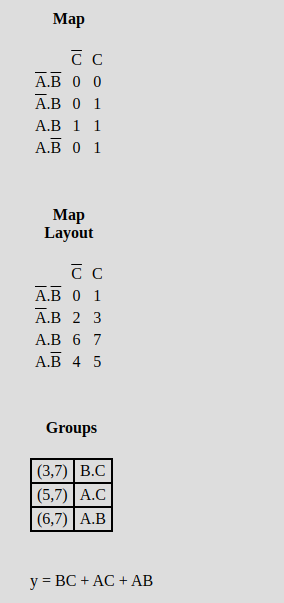 Map
C̅ C
A̅.B̅ 0 0
A̅.B 0 1
A.B 1 1
A.B̅ 0 1
Map
Layout
C̅ C
A̅.B̅ 0 1
A̅.B 2 3
A.B 6 7
A.B̅ 4 5
Groups
(3,7) B.C
(5,7) A.C
(6,7) A.B
y = BC + AC + AB